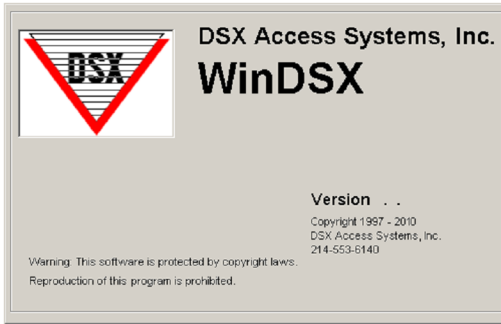 DSX
DSX Access Systems, Inc.
WinDSX
Version . .
Copyright 1997 - 2010
DSX Access Systems, Inc.
214-553-6140
Warning: This software is protected by copyright laws.
Reproduction of this program is prohibited.